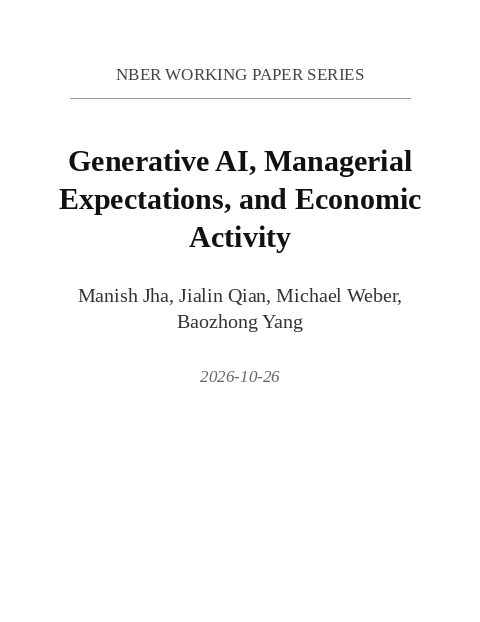 NBER WORKING PAPER SERIES
Generative AI, Managerial
Expectations, and Economic
Activity
Manish Jha, Jialin Qian, Michael Weber,
Baozhong Yang
2026-10-26